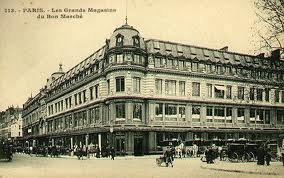 113. - PARIS. - Les Grands Magasins
du Bon Marché